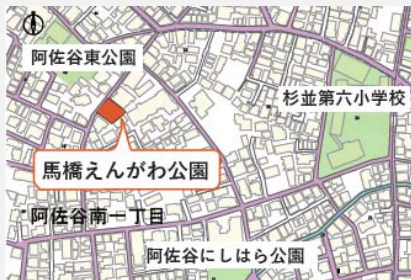 阿佐谷東公園
杉並第六小学校
馬橋えんがわ公園
阿佐谷南一丁目
阿佐谷にしはら公園